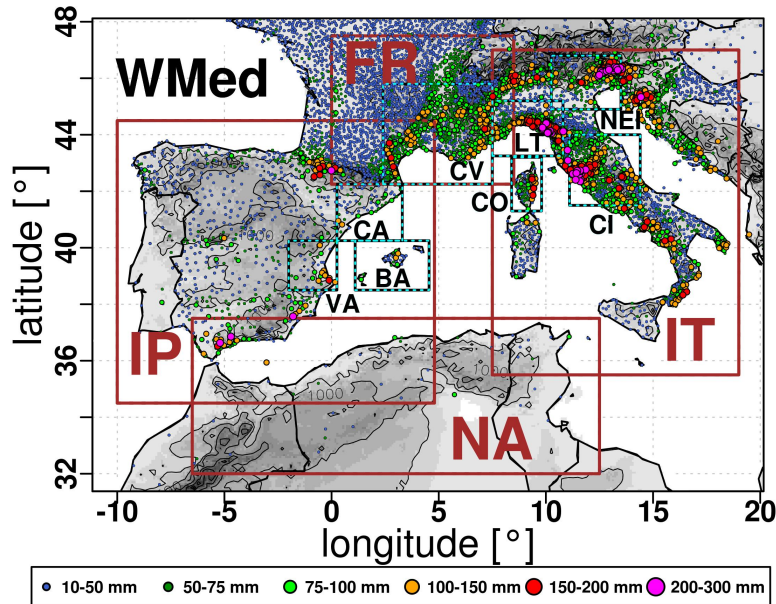 48
44
40
36
32
latitude [°]
WMed
FR
NEI
LT
CV
CO
CA
CI
BA
VA
IP
IT
NA
1000
1000
10
-10 -5 0 5 10 15 20
longitude [°]
10-50 mm 50-75 mm 75-100 mm 100-150 mm 150-200 mm 200-300 mm